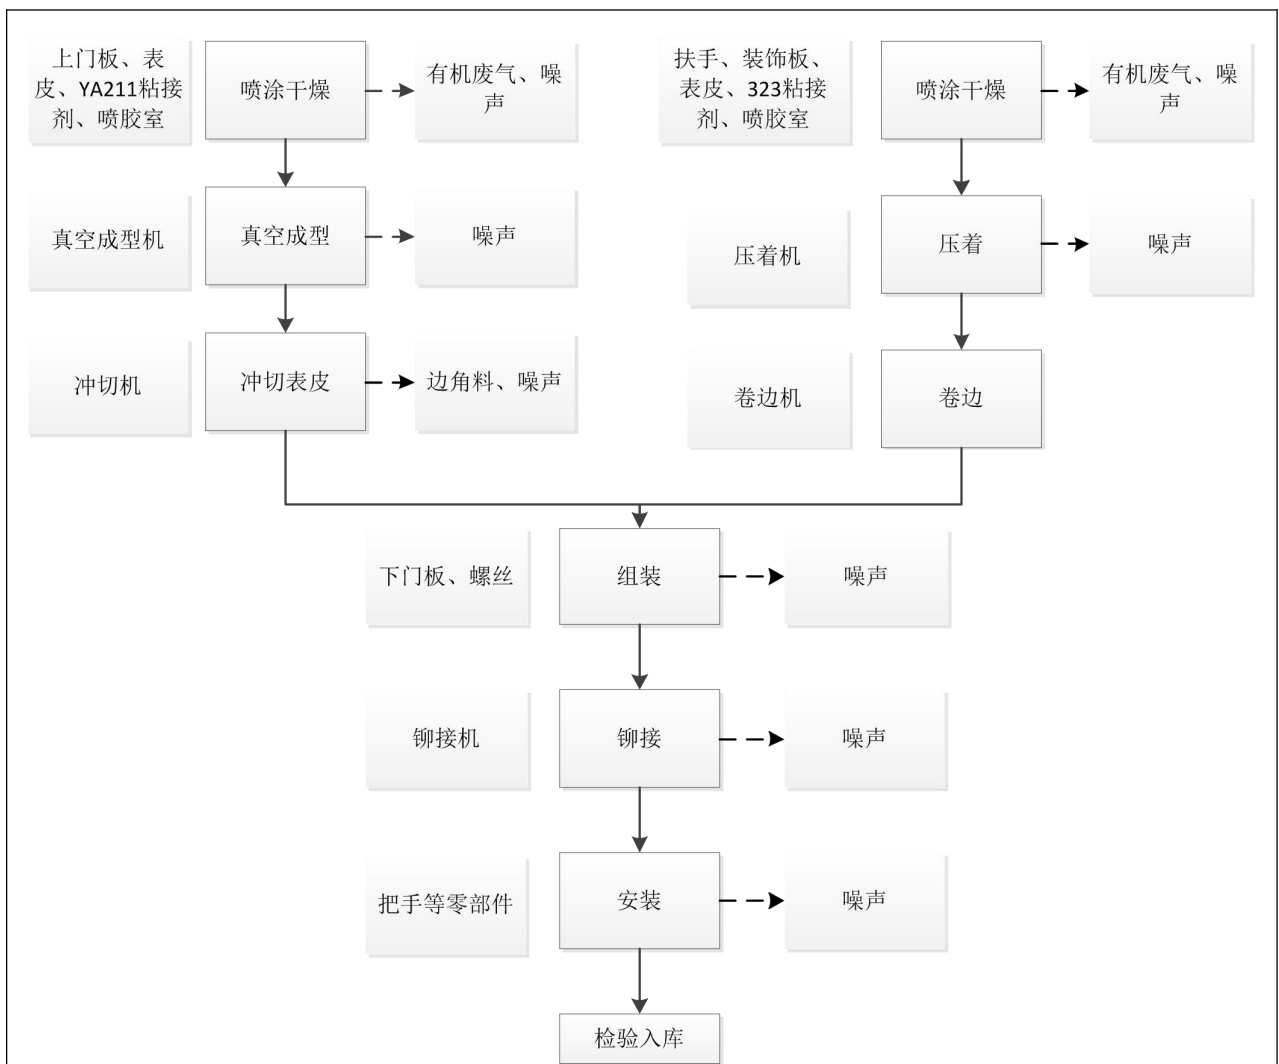 上门板、表
皮、YA211粘接
剂、喷胶室
喷涂干燥
有机废气、噪
声
扶手、装饰板、
表皮、323粘接
剂、喷胶室
喷涂干燥
有机废气、噪
声
真空成型机
真空成型
噪声
压着机
压着
噪声
冲切机
冲切表皮
边角料、噪声
卷边机
卷边
下门板、螺丝
组装
噪声
铆接机
铆接
噪声
把手等零部件
安装
噪声
检验入库